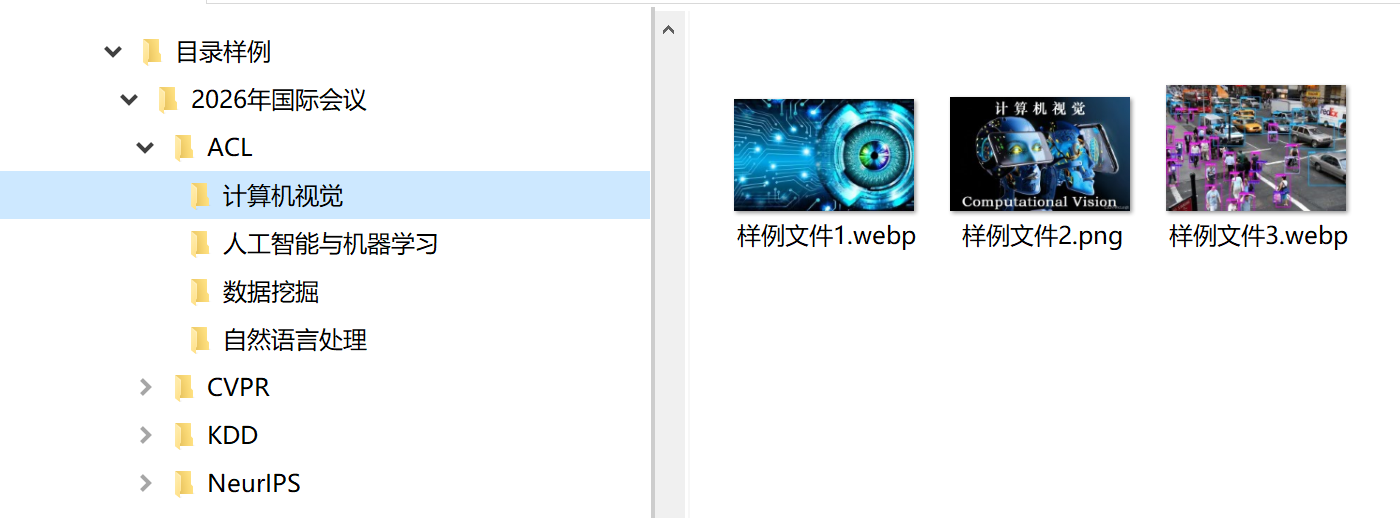 目录样例
2026年国际会议
ACL
计算机视觉
人工智能与机器学习
数据挖掘
自然语言处理
CVPR
KDD
NeurIPS
计算机视觉
Computational Vision
FedEx
样例文件1.webp
样例文件2.png
样例文件3.webp